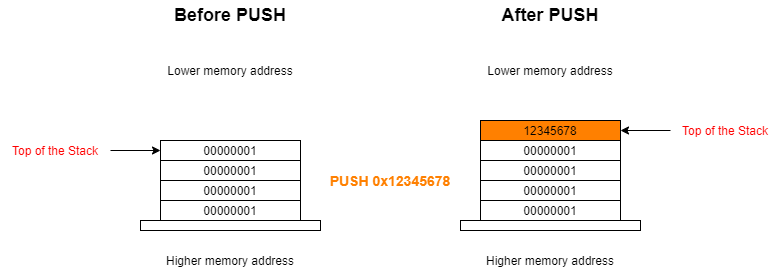 Before PUSH
After PUSH
Lower memory address
Lower memory address
12345678
Top of the Stack
Top of the Stack
00000001
00000001
00000001
00000001
PUSH 0x12345678
00000001
00000001
00000001
00000001
Higher memory address
Higher memory address